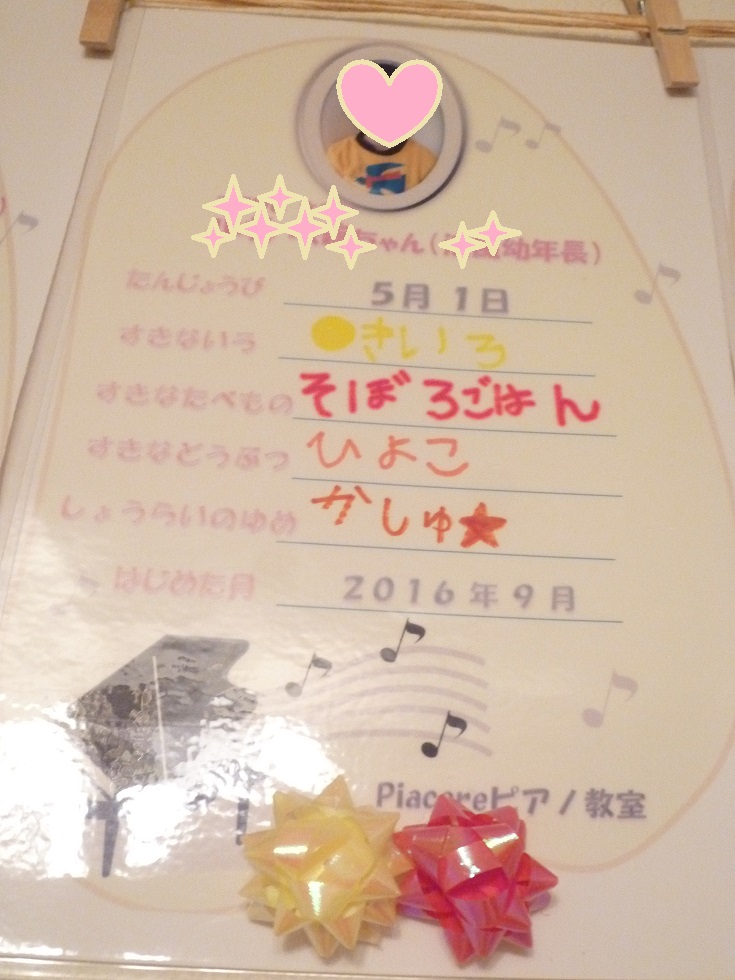 ちゃん(幼年長)
たんじょうび 5月1日
すきないろ ●きいろ
すきなたべもの そぼろごはん
すきなどうぶつ ひよこ
しょうらいのゆめ かしゅ★
はじめた月 2016年9月
Piacereピアノ教室